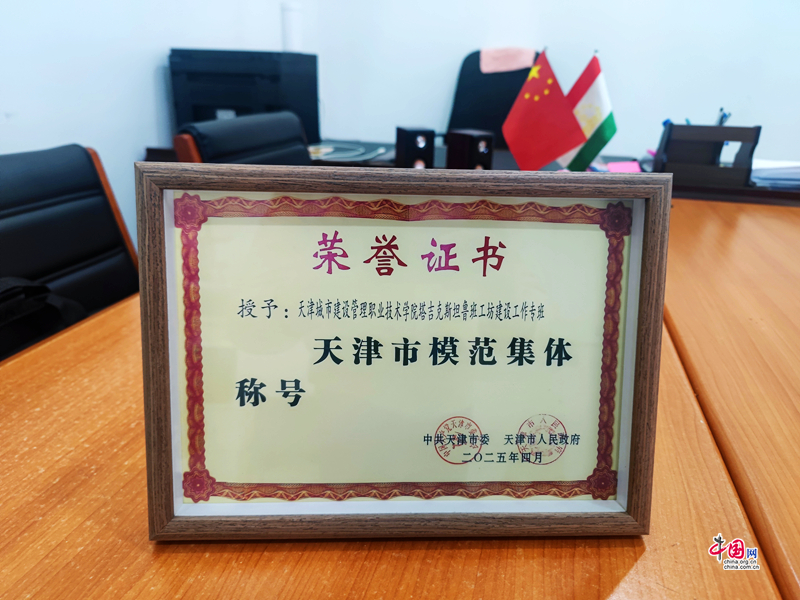 荣誉证书
授予：天津城市建设管理职业技术学院塔吉克斯坦鲁班工坊建设工作专班
天津市模范集体
称号
中共天津市委 天津市人民政府
二〇二五年四月
中国网
china.org.cn
china.com.cn